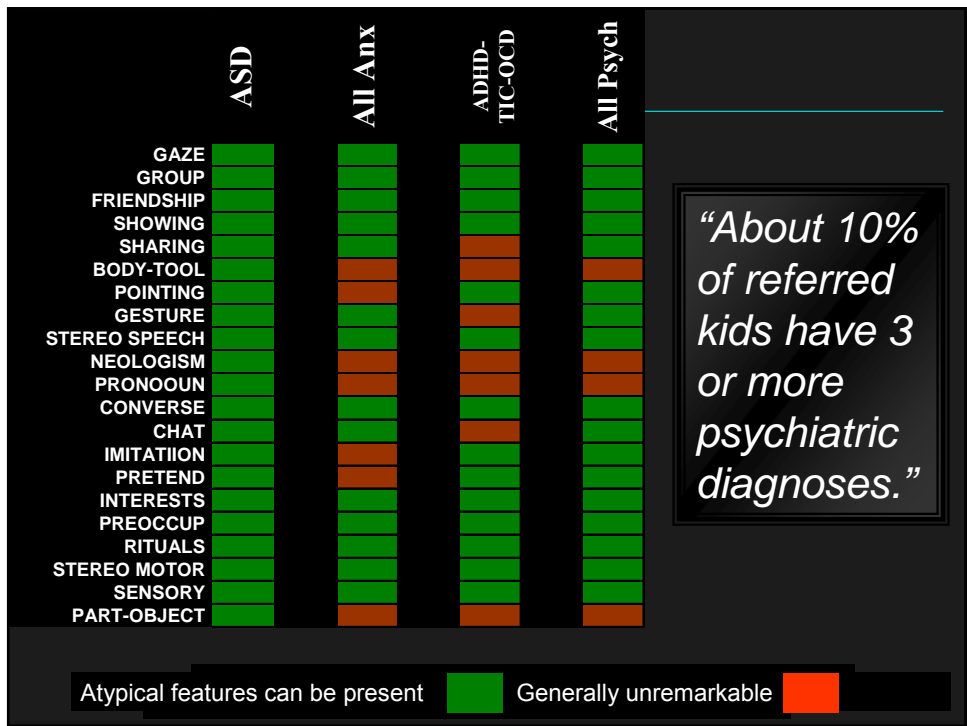 ASD
All Anx
ADHD-
TIC-OCD
All Psych
GAZE
GROUP
FRIENDSHIP
SHOWING
SHARING
BODY-TOOL
POINTING
GESTURE
STEREO SPEECH
NEOLOGISM
PRONOOUN
CONVERSE
CHAT
IMITATIION
PRETEND
INTERESTS
PREOCCUP
RITUALS
STEREO MOTOR
SENSORY
PART-OBJECT
“About 10%
of referred
kids have 3
or more
psychiatric
diagnoses.”
Atypical features can be present
Generally unremarkable